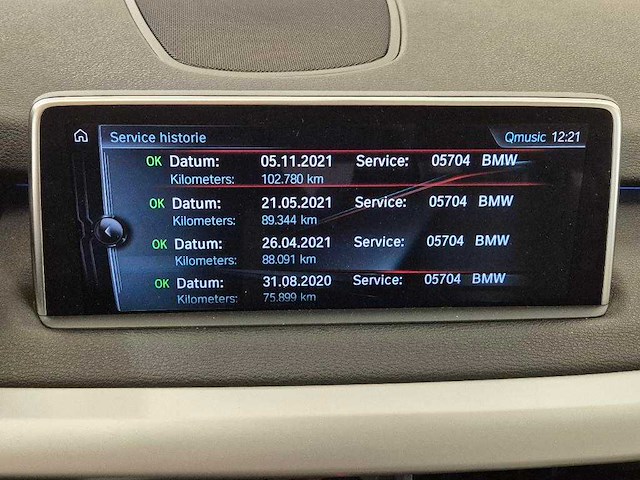 Service historie Qmusic 12:21
OK Datum: 05.11.2021 Service: 05704 BMW
Kilometers: 102.780 km
OK Datum: 21.05.2021 Service: 05704 BMW
Kilometers: 89.344 km
OK Datum: 26.04.2021 Service: 05704 BMW
Kilometers: 88.091 km
OK Datum: 31.08.2020 Service: 05704 BMW
Kilometers: 75.899 km